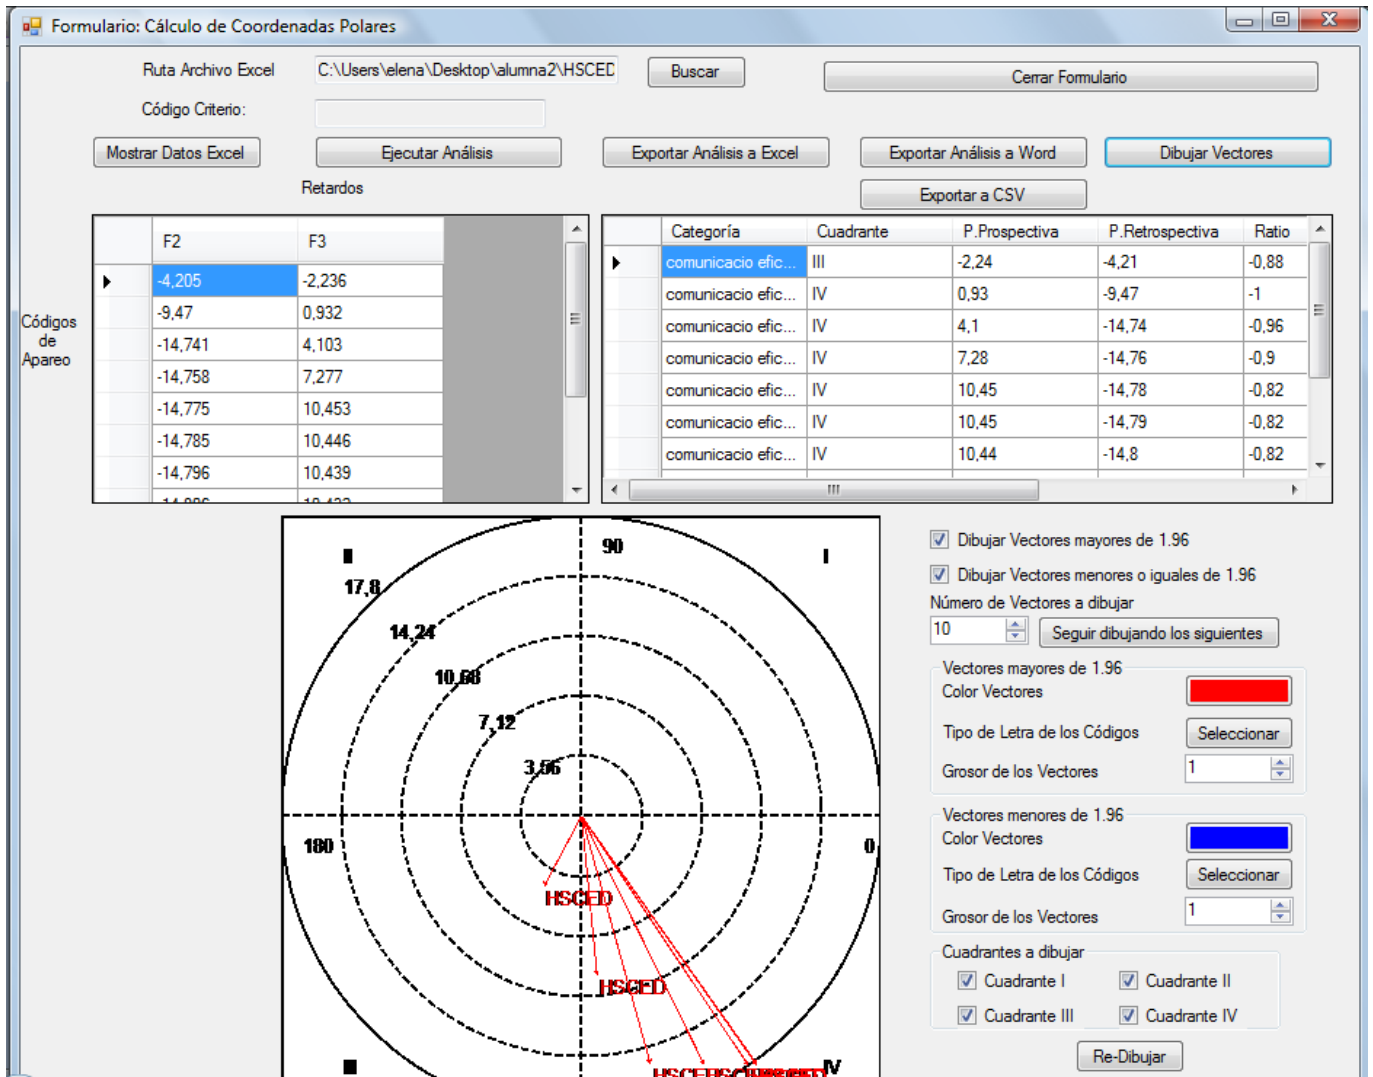 Formulario: Cálculo de Coordenadas Polares
Ruta Archivo Excel C:\Users\elena\Desktop\alumna2\HSCED Buscar Cerrar Formulario
Código Criterio:
Mostrar Datos Excel Ejecutar Análisis Exportar Análisis a Excel Exportar Análisis a Word Dibujar Vectores
Retardos Exportar a CSV
Códigos
de
Apareo
F2 F3
-4,205 -2,236
-9,47 0,932
-14,741 4,103
-14,758 7,277
-14,775 10,453
-14,785 10,446
-14,796 10,439
Categoría Cuadrante P.Prospectiva P.Retrospectiva Ratio
comunicacio efic... III -2,24 -4,21 -0,88
comunicacio efic... IV 0,93 -9,47 -1
comunicacio efic... IV 4,1 -14,74 -0,96
comunicacio efic... IV 7,28 -14,76 -0,9
comunicacio efic... IV 10,45 -14,78 -0,82
comunicacio efic... IV 10,45 -14,79 -0,82
comunicacio efic... IV 10,44 -14,8 -0,82
II 90 I
17,8
14,24
10,68
7,12
3,56
180 0
HSCED
HSCED
III IV
Dibujar Vectores mayores de 1.96
Dibujar Vectores menores o iguales de 1.96
Número de Vectores a dibujar
10 Seguir dibujando los siguientes
Vectores mayores de 1.96
Color Vectores
Tipo de Letra de los Códigos Seleccionar
Grosor de los Vectores 1
Vectores menores de 1.96
Color Vectores
Tipo de Letra de los Códigos Seleccionar
Grosor de los Vectores 1
Cuadrantes a dibujar
Cuadrante I Cuadrante II
Cuadrante III Cuadrante IV
Re-Dibujar